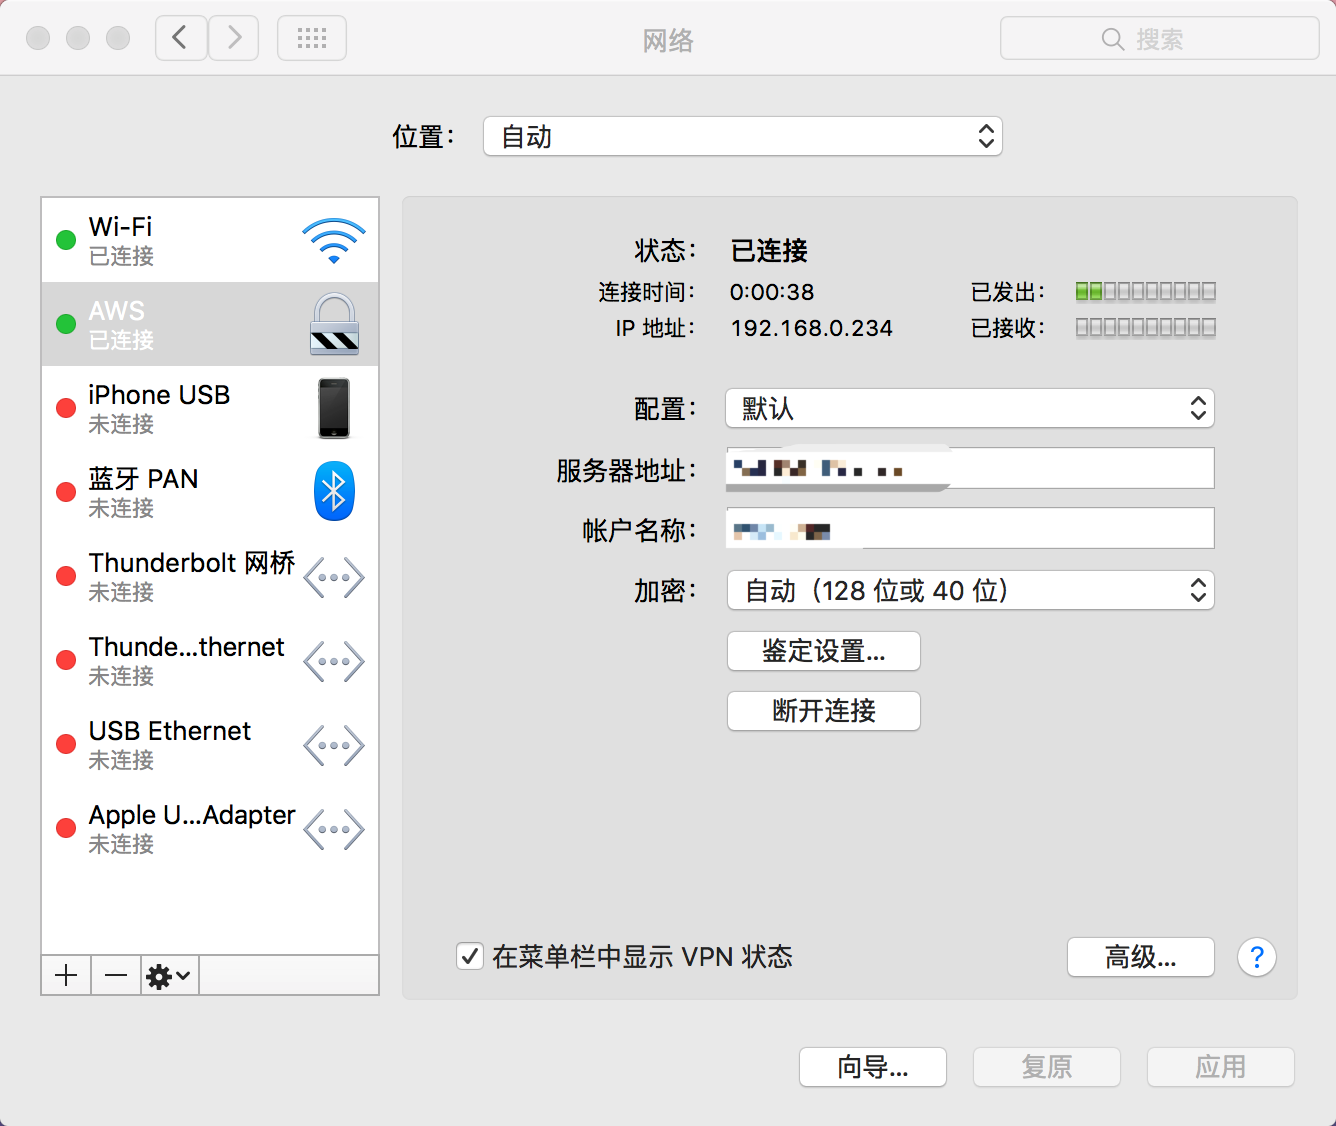 网络
搜索
位置：
自动
Wi-Fi
已连接
AWS
已连接
iPhone USB
未连接
蓝牙 PAN
未连接
Thunderbolt 网桥
未连接
Thunde...thernet
未连接
USB Ethernet
未连接
Apple U...Adapter
未连接
状态： 已连接
连接时间： 0:00:38 已发出：
IP 地址： 192.168.0.234 已接收：
配置： 默认
服务器地址：
帐户名称：
加密： 自动（128 位或 40 位）
鉴定设置...
断开连接
在菜单栏中显示 VPN 状态
高级...
?
向导...
复原
应用